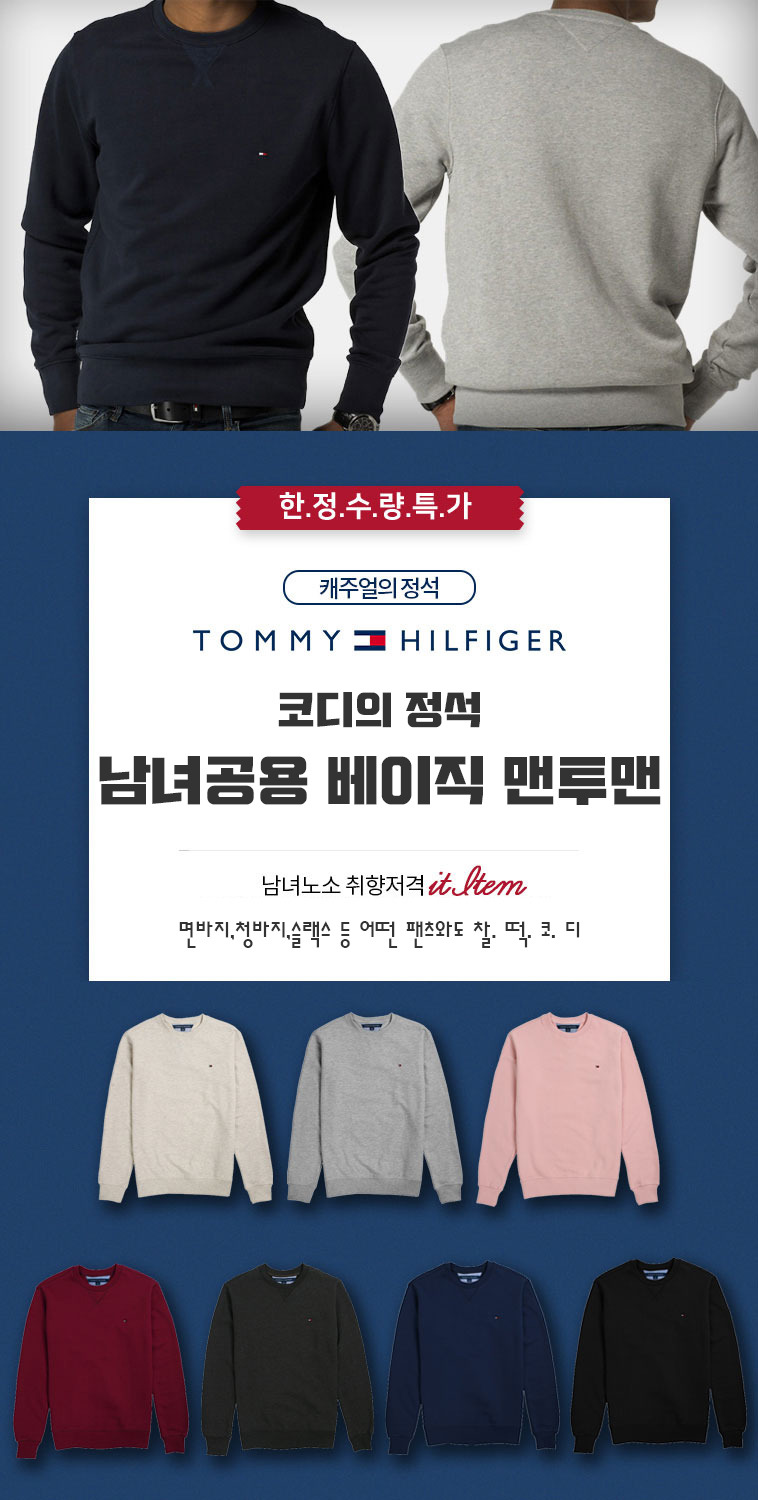 한.정.수.량.특.가
캐주얼의 정석
TOMMY HILFIGER
코디의 정석
남녀공용 베이직 맨투맨
남녀노소 취향저격 it Item
면바지,청바지,슬랙스 등 어떤 팬츠와도 찰. 떡. 코. 디